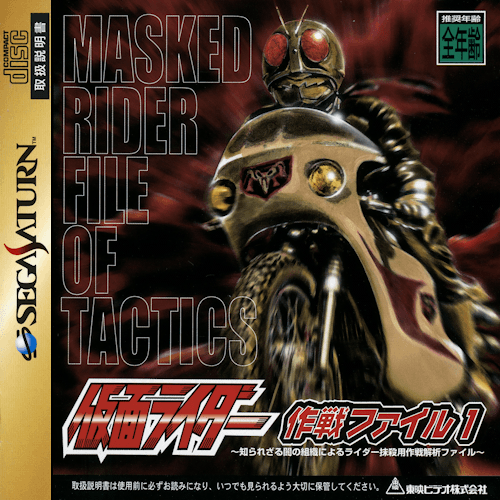 COMPACT
disc
取扱説明書
SEGA SATURN™
推奨年齢
全年齢
MASKED
RIDER
FILE
OF
TACTICS
仮面ライダー
作戦ファイル1
～知られざる闇の組織によるライダー抹殺用作戦解析ファイル～
取扱説明書は使用前に必ずお読みになり、いつでも見られるよう大切に保管してください。
東映ビデオ株式会社